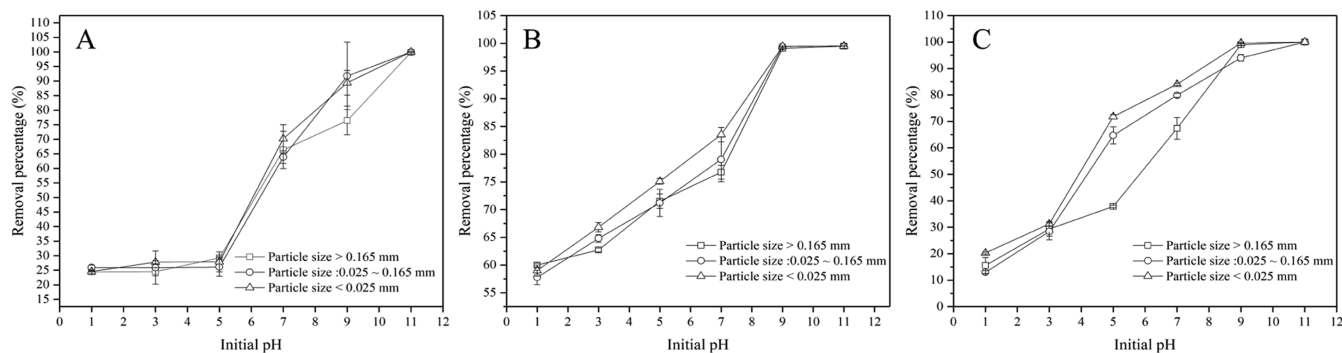 A
Removal percentage (%)
110
105
100
95
90
85
80
75
70
65
60
55
50
45
40
35
30
25
20
15
Particle size > 0.165 mm
Particle size :0.025 ~ 0.165 mm
Particle size < 0.025 mm
0 1 2 3 4 5 6 7 8 9 10 11 12
Initial pH
B
Removal percentage (%)
105
100
95
90
85
80
75
70
65
60
55
Particle size > 0.165 mm
Particle size :0.025 ~ 0.165 mm
Particle size < 0.025 mm
0 1 2 3 4 5 6 7 8 9 10 11 12
Initial pH
C
Removal percentage (%)
110
100
90
80
70
60
50
40
30
20
10
0
Particle size > 0.165 mm
Particle size :0.025 ~ 0.165 mm
Particle size < 0.025 mm
0 1 2 3 4 5 6 7 8 9 10 11 12
Initial pH